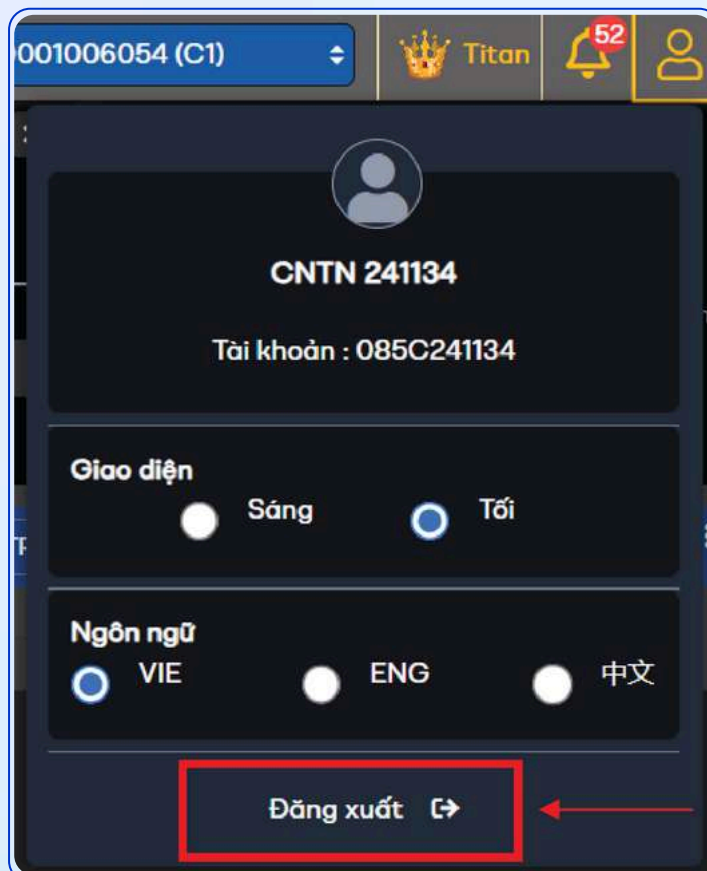 001006054 (C1)
Titan
52
CNTN 241134
Tài khoản : 085C241134
Giao diện
Sáng Tối
Ngôn ngữ
VIE ENG 中文
Đăng xuất